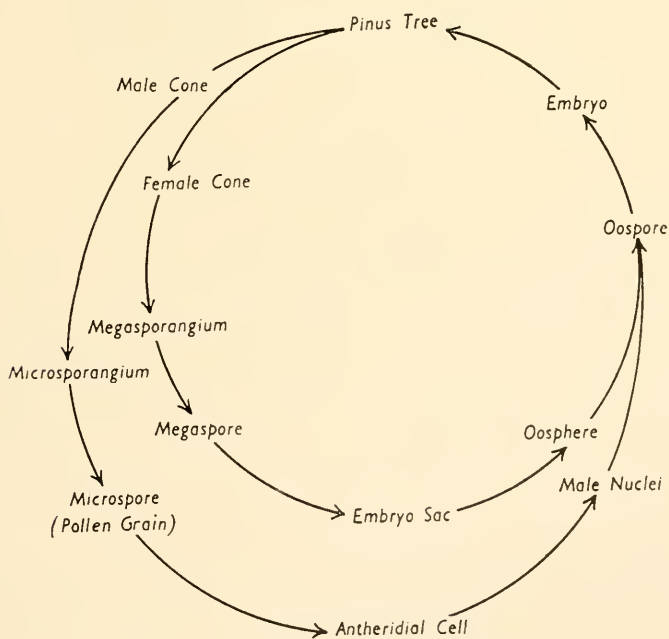 Pinus Tree
Male Cone
Embryo
Female Cone
Oospore
Megasporangium
Microsporangium
Megaspore
Oosphere
Male Nuclei
Microspore
(Pollen Grain)
Embryo Sac
Antheridial Cell